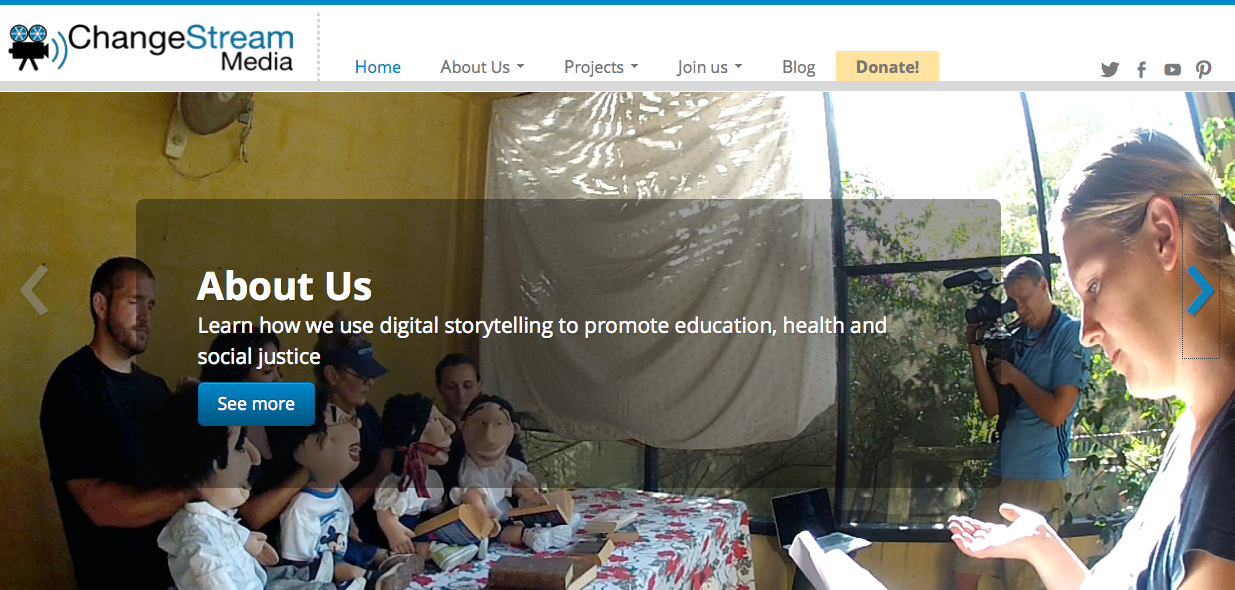 ChangeStream
Media
Home About Us Projects Join us Blog Donate!
About Us
Learn how we use digital storytelling to promote education, health and
social justice
See more